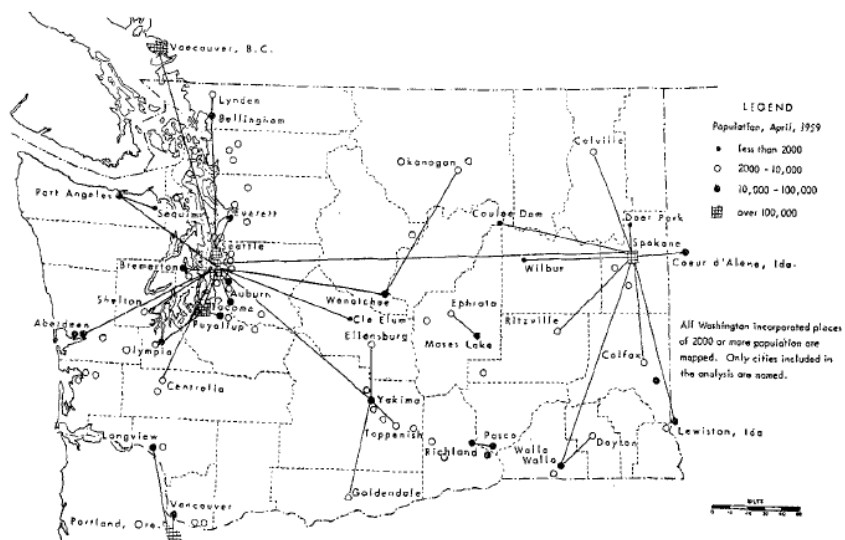 Vancouver, B.C.
Lynden
Bellingham
LEGEND
Population, April, 1959
less than 2000
2000 - 10,000
10,000 - 100,000
over 100,000
Colville
Okanogan
Port Angeles
Sequim
Everett
Coulee Dam
Deer Park
Seattle
Spokane
Bremerton
Wilbur
Coeur d'Alene, Ida.
Auburn
Wenatchee
Shelton
Tacoma
Cle Elum
Ephrata
Ritzville
Puyallup
Aberdeen
Ellensburg
Moses Lake
All Washington incorporated places
of 2000 or more population are
mapped. Only cities included in
the analysis are named.
Olympia
Colfax
Centralia
Yakima
Toppenish
Lewiston, Ida
Longview
Pasco
Richland
Walla
Walla
Dayton
Goldendale
Vancouver
Portland, Ore.
MILES